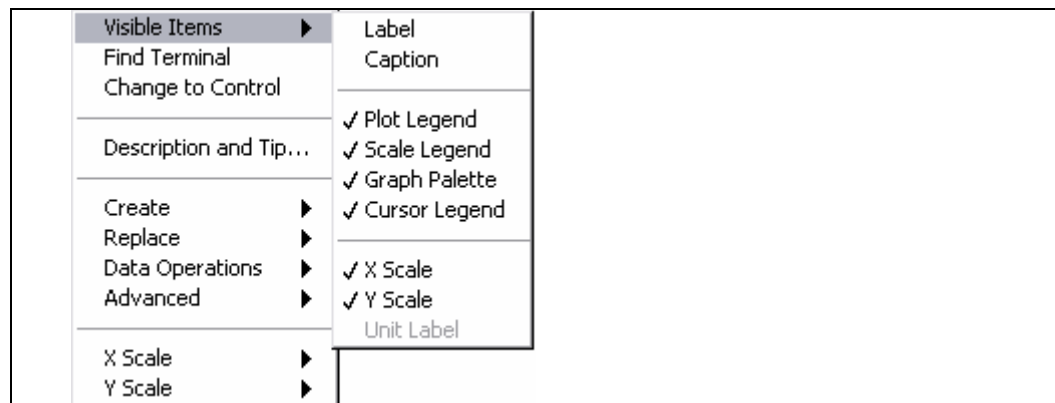 Visible Items
Find Terminal
Change to Control
Description and Tip...
Create
Replace
Data Operations
Advanced
X Scale
Y Scale
Label
Caption
✓ Plot Legend
✓ Scale Legend
✓ Graph Palette
✓ Cursor Legend
✓ X Scale
✓ Y Scale
Unit Label